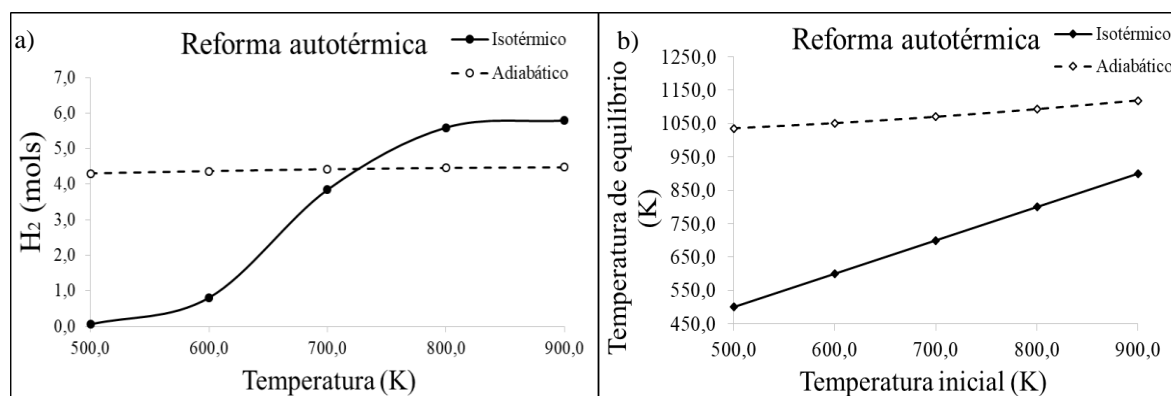 a)
Reforma autotérmica
Isotérmico
Adiabático
7,0
6,0
5,0
4,0
3,0
2,0
1,0
0,0
H2 (mols)
500,0 600,0 700,0 800,0 900,0
Temperatura (K)
b)
Reforma autotérmica
Isotérmico
Adiabático
1250,0
1150,0
1050,0
950,0
850,0
750,0
650,0
550,0
450,0
Temperatura de equilíbrio
(K)
500,0 600,0 700,0 800,0 900,0
Temperatura inicial (K)